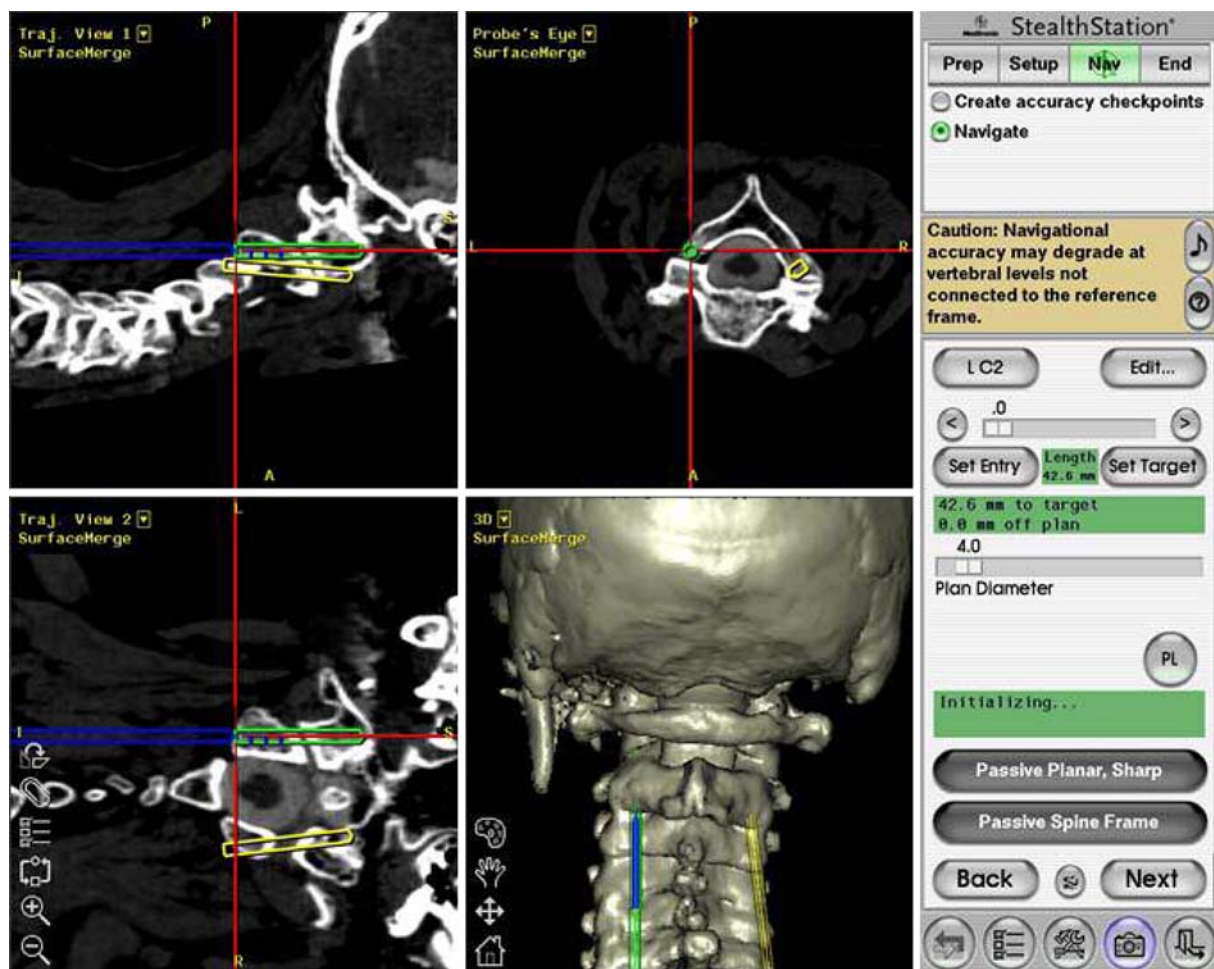 Traj. View 1
SurfaceMerge
P
S
I
A
Probe's Eye
SurfaceMerge
P
L
R
A
Traj. View 2
SurfaceMerge
L
I
S
R
3D
SurfaceMerge
Medtronic
StealthStation®
Prep
Setup
Nav
End
Create accuracy checkpoints
Navigate
Caution: Navigational
accuracy may degrade at
vertebral levels not
connected to the reference
frame.
L C2
Edit...
.0
<
>
Set Entry
Length
42.6 mm
Set Target
42.6 mm to target
0.0 mm off plan
4.0
Plan Diameter
PL
Initializing...
Passive Planar, Sharp
Passive Spine Frame
Back
Next